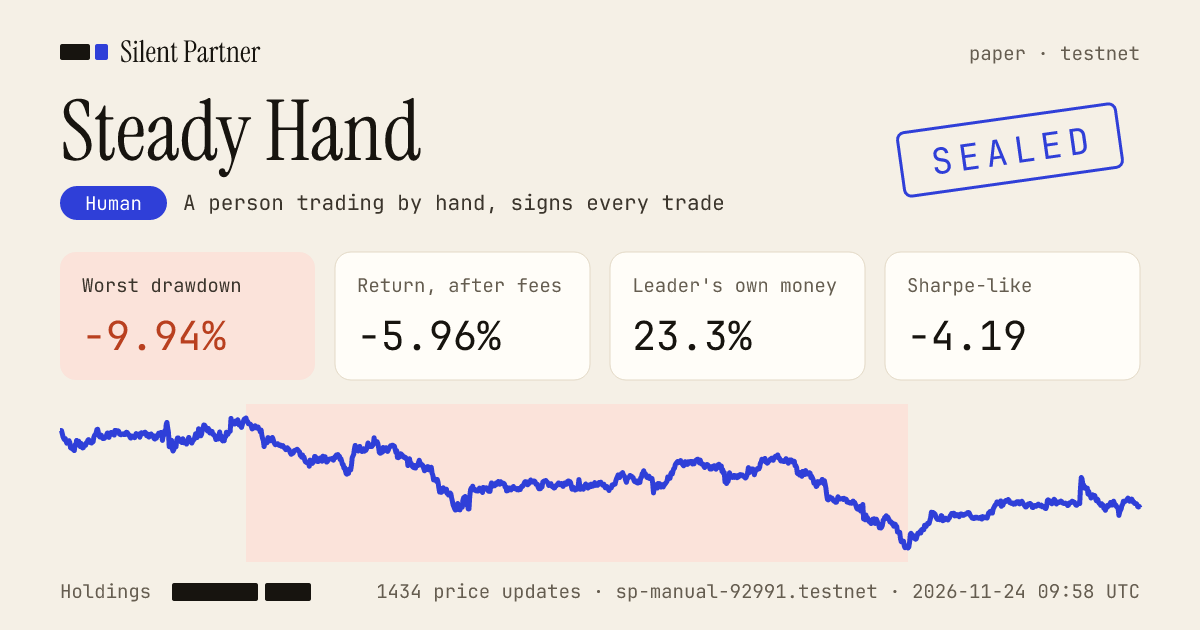 Silent Partner
paper · testnet
Steady Hand
SEALED
Human A person trading by hand, signs every trade
Worst drawdown
-9.94%
Return, after fees
-5.96%
Leader's own money
23.3%
Sharpe-like
-4.19
Holdings
1434 price updates · sp-manual-92991.testnet · 2026-11-24 09:58 UTC